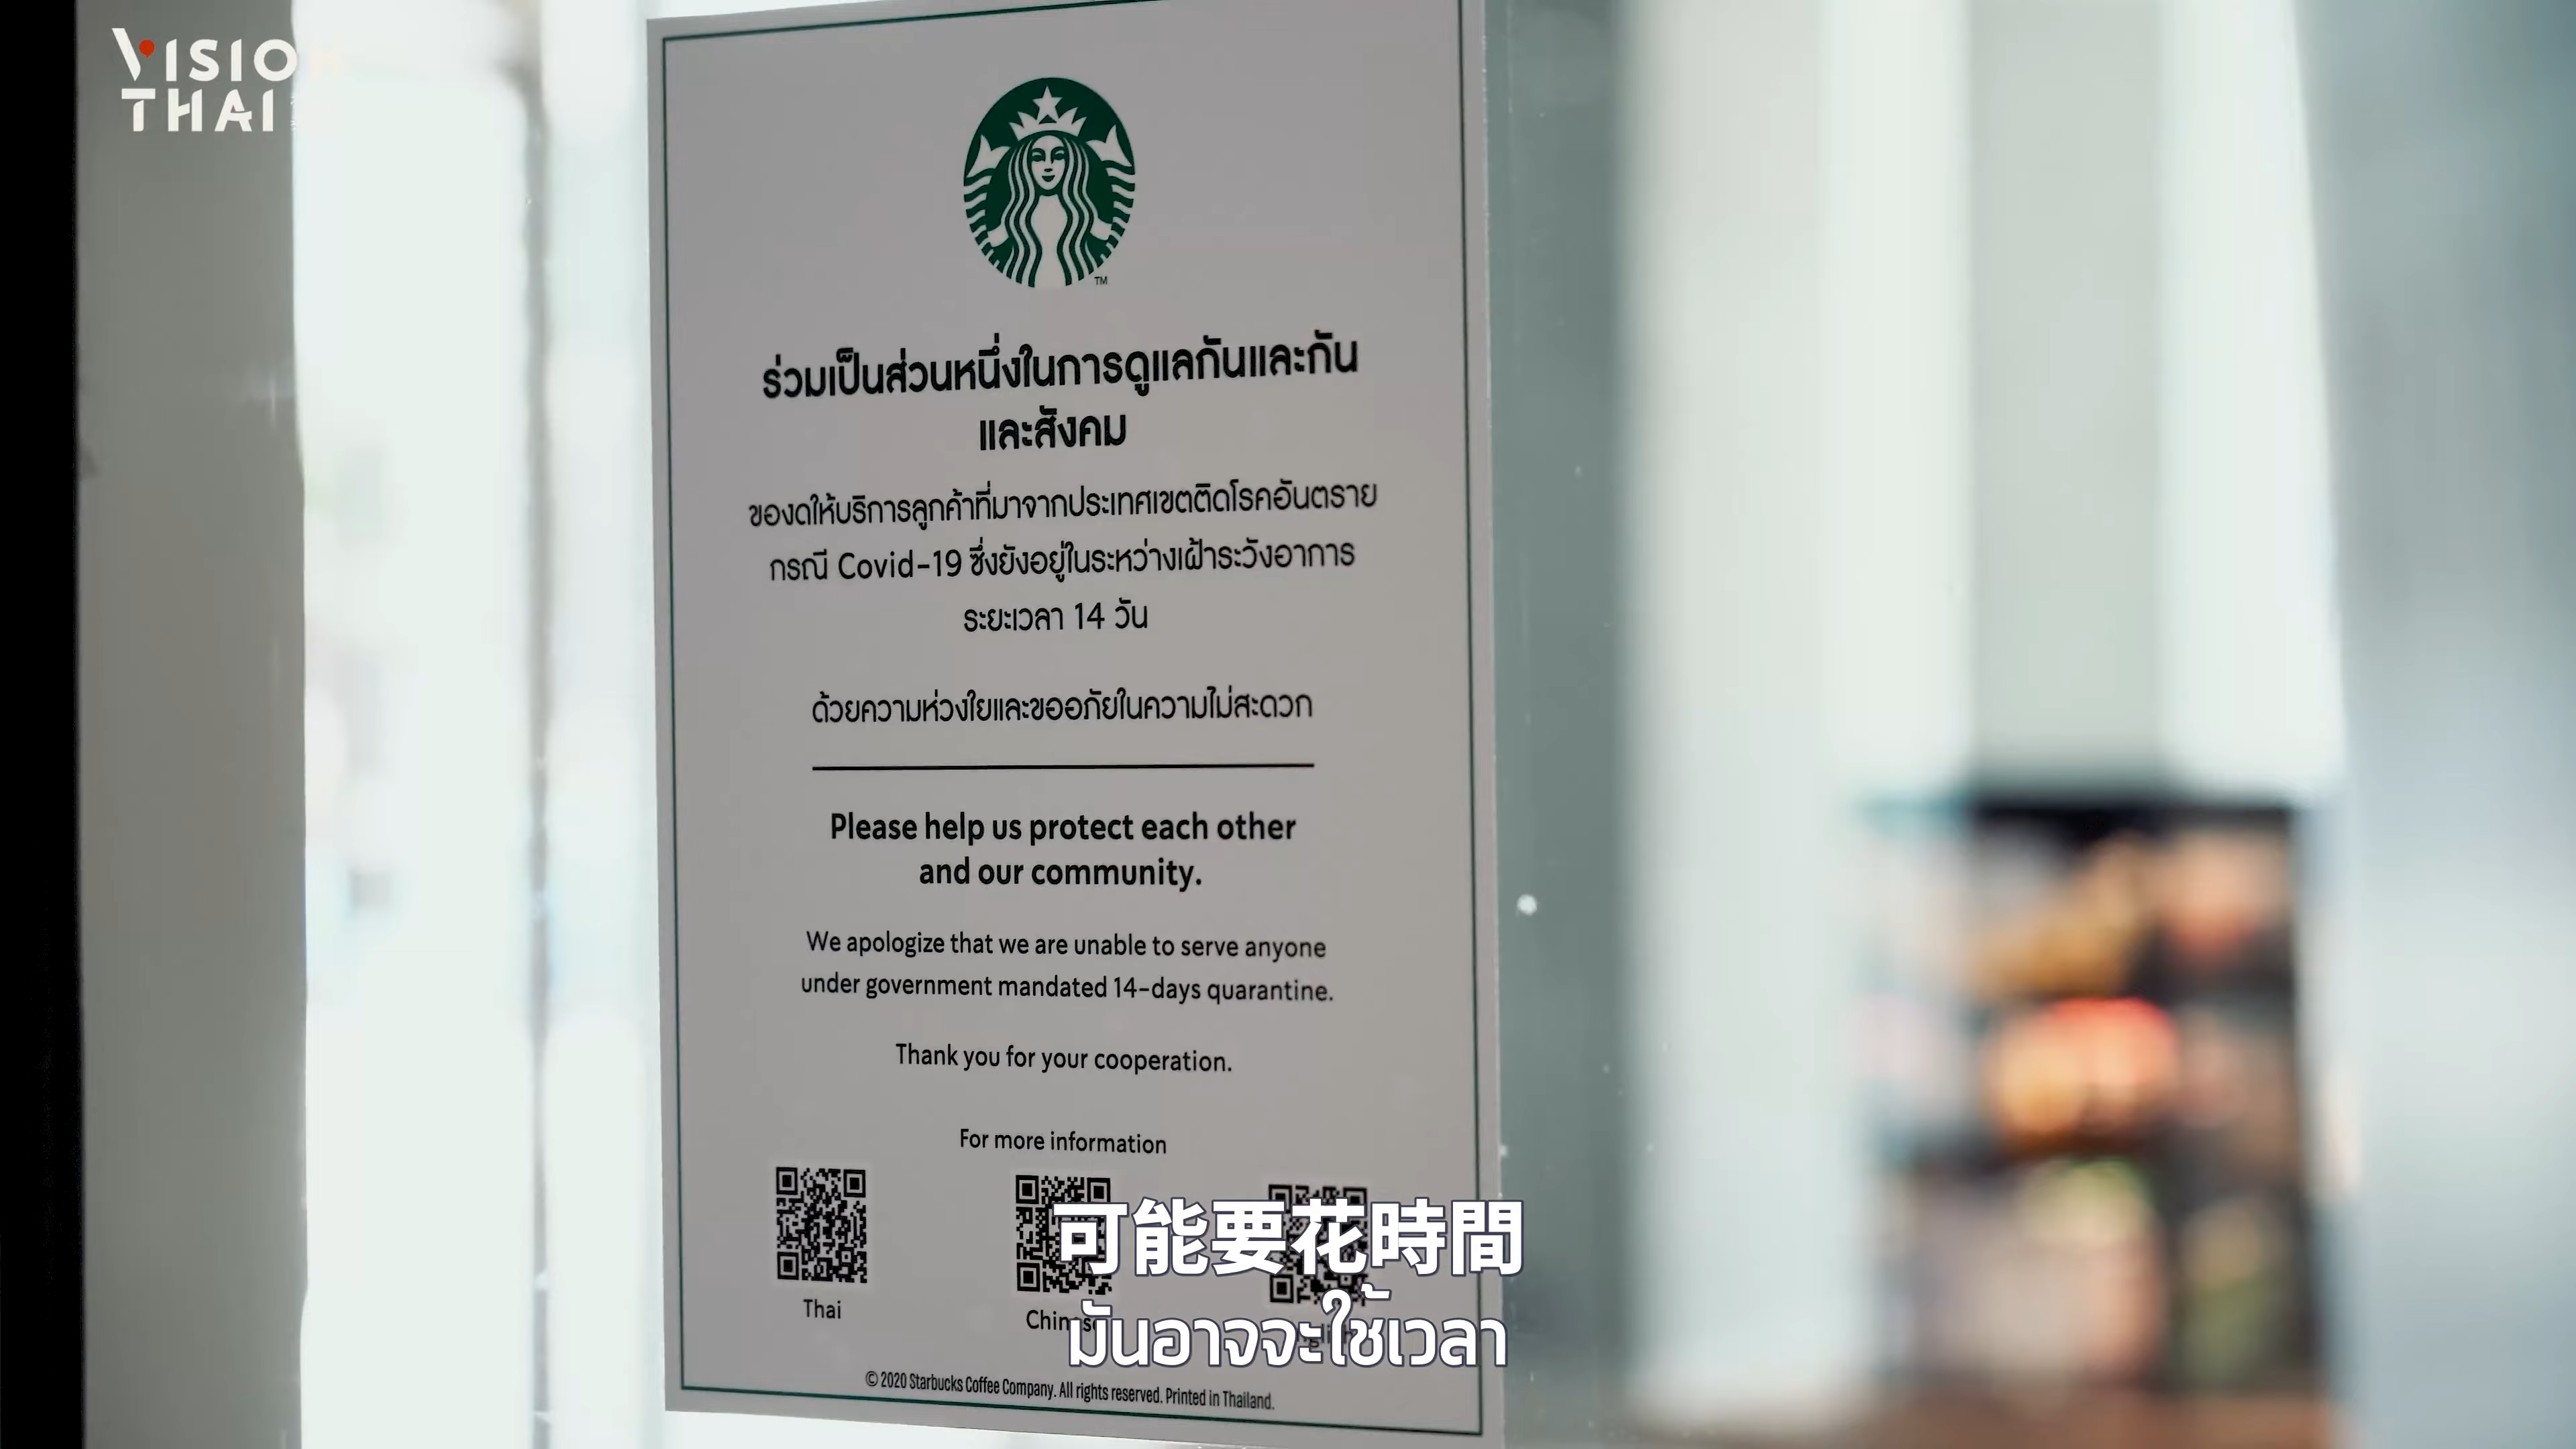 VISIO
THAI
TM
ร่วมเป็นส่วนหนึ่งในการดูแลกันและกัน
และสังคม
ของดให้บริการลูกค้าที่มาจากประเทศเขตติดโรคอันตราย
กรณี Covid-19 ซึ่งยังอยู่ในระหว่างเฝ้าระวังอาการ
ระยะเวลา 14 วัน
ด้วยความห่วงใยและขออภัยในความไม่สะดวก
Please help us protect each other
and our community.
We apologize that we are unable to serve anyone
under government mandated 14-days quarantine.
Thank you for your cooperation.
For more information
Thai
Chinese
可能要花時間
มันอาจจะใช้เวลา
© 2020 Starbucks Coffee Company. All rights reserved. Printed in Thailand.